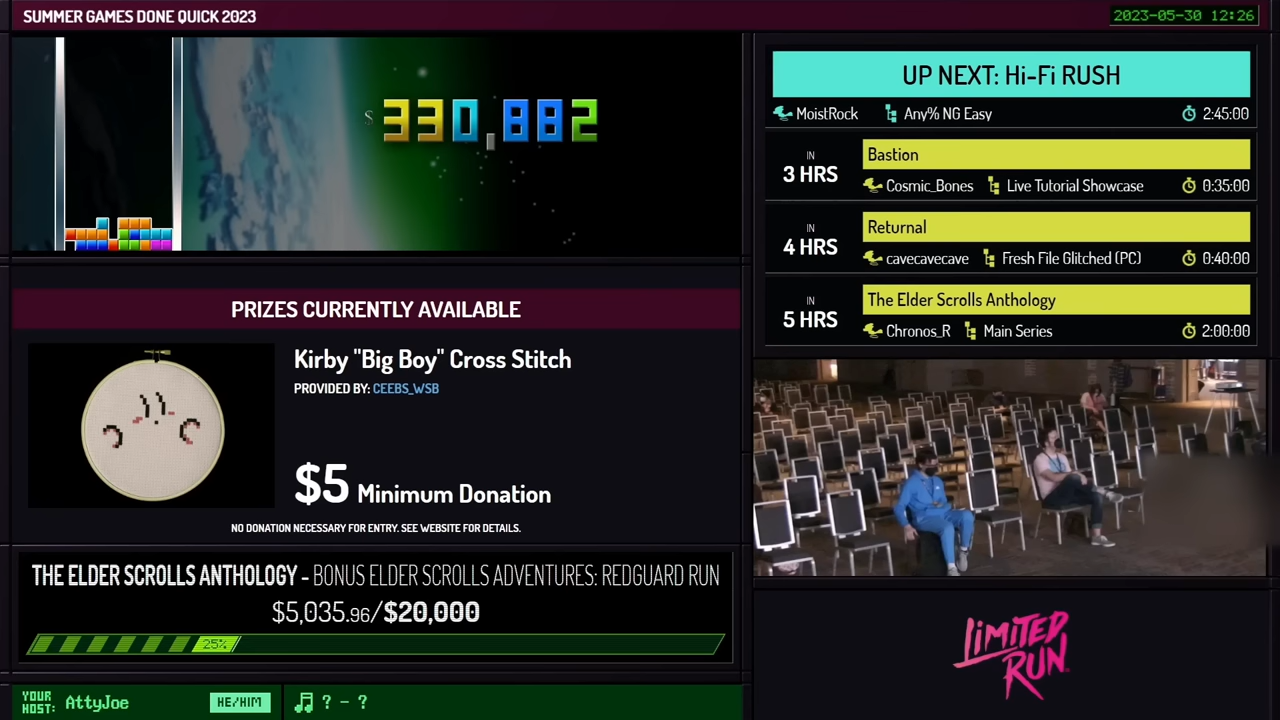 SUMMER GAMES DONE QUICK 2023
2023-05-30 12:26
$330,882
PRIZES CURRENTLY AVAILABLE
Kirby "Big Boy" Cross Stitch
PROVIDED BY: CEEBS_WSB
$5 Minimum Donation
NO DONATION NECESSARY FOR ENTRY. SEE WEBSITE FOR DETAILS.
THE ELDER SCROLLS ANTHOLOGY - BONUS ELDER SCROLLS ADVENTURES: REDGUARD RUN
$5,035.96/$20,000
25%
YOUR HOST: AttyJoe HE/HIM
? - ?
UP NEXT: Hi-Fi RUSH
MoistRock Any% NG Easy 2:45:00
IN 3 HRS
Bastion
Cosmic_Bones Live Tutorial Showcase 0:35:00
IN 4 HRS
Returnal
cavecavecave Fresh File Glitched (PC) 0:40:00
IN 5 HRS
The Elder Scrolls Anthology
Chronos_R Main Series 2:00:00
LIMITED
RUN